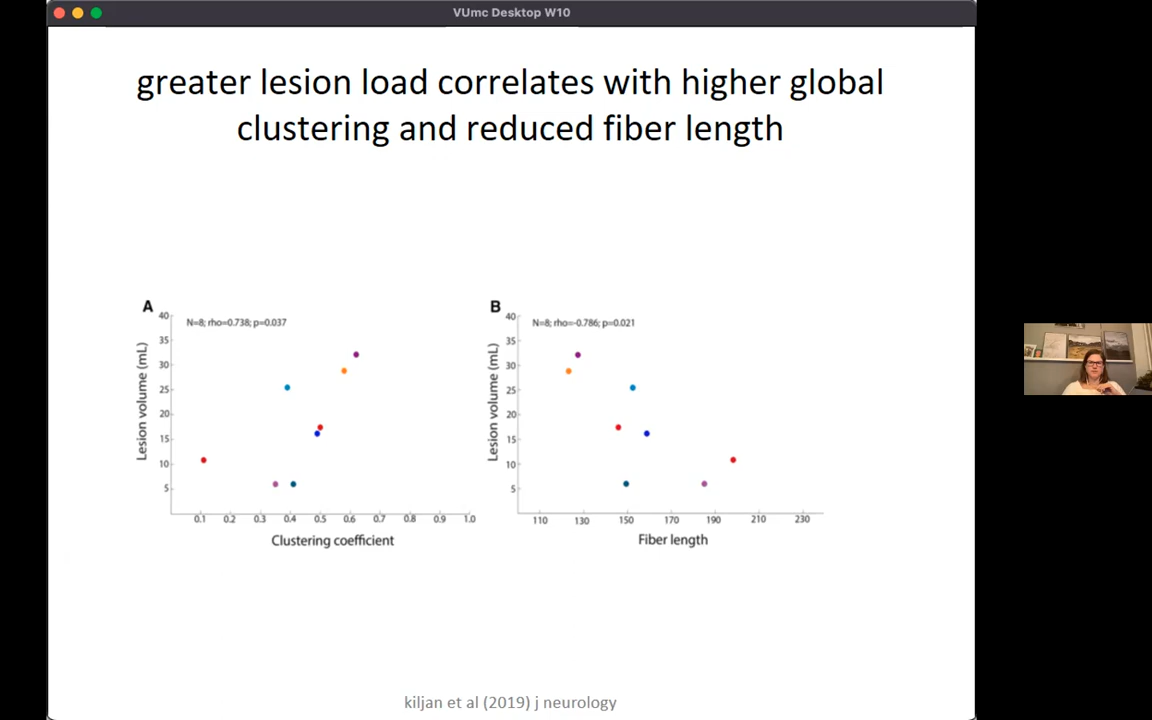 VUmc Desktop W10
greater lesion load correlates with higher global
clustering and reduced fiber length
A
N=8; rho=0.738; p=0.037
Lesion volume (mL)
40
35
30
25
20
15
10
5
0.1 0.2 0.3 0.4 0.5 0.6 0.7 0.8 0.9 1.0
Clustering coefficient
B
N=8; rho=-0.786; p=0.021
Lesion volume (mL)
40
35
30
25
20
15
10
5
110 130 150 170 190 210 230
Fiber length
kiljan et al (2019) j neurology